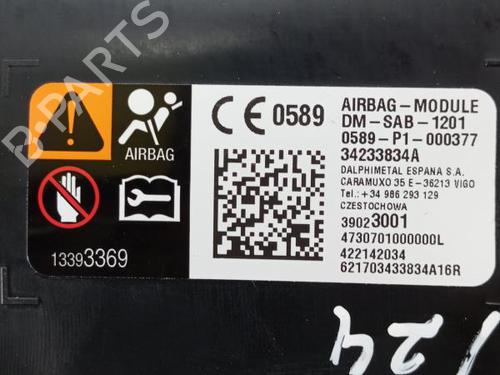 B-PARTS
AIRBAG
13393369
CE 0589
AIRBAG-MODULE
DM-SAB-1201
0589-P1-000377
34233834A
DALPHIMETAL ESPANA S.A.
CARAMUXO 35 E-36213 VIGO
Tel.: +34 986 293 129
CZESTOCHOWA
39023001
4730701000000L
422142034
621703433834A16R
124